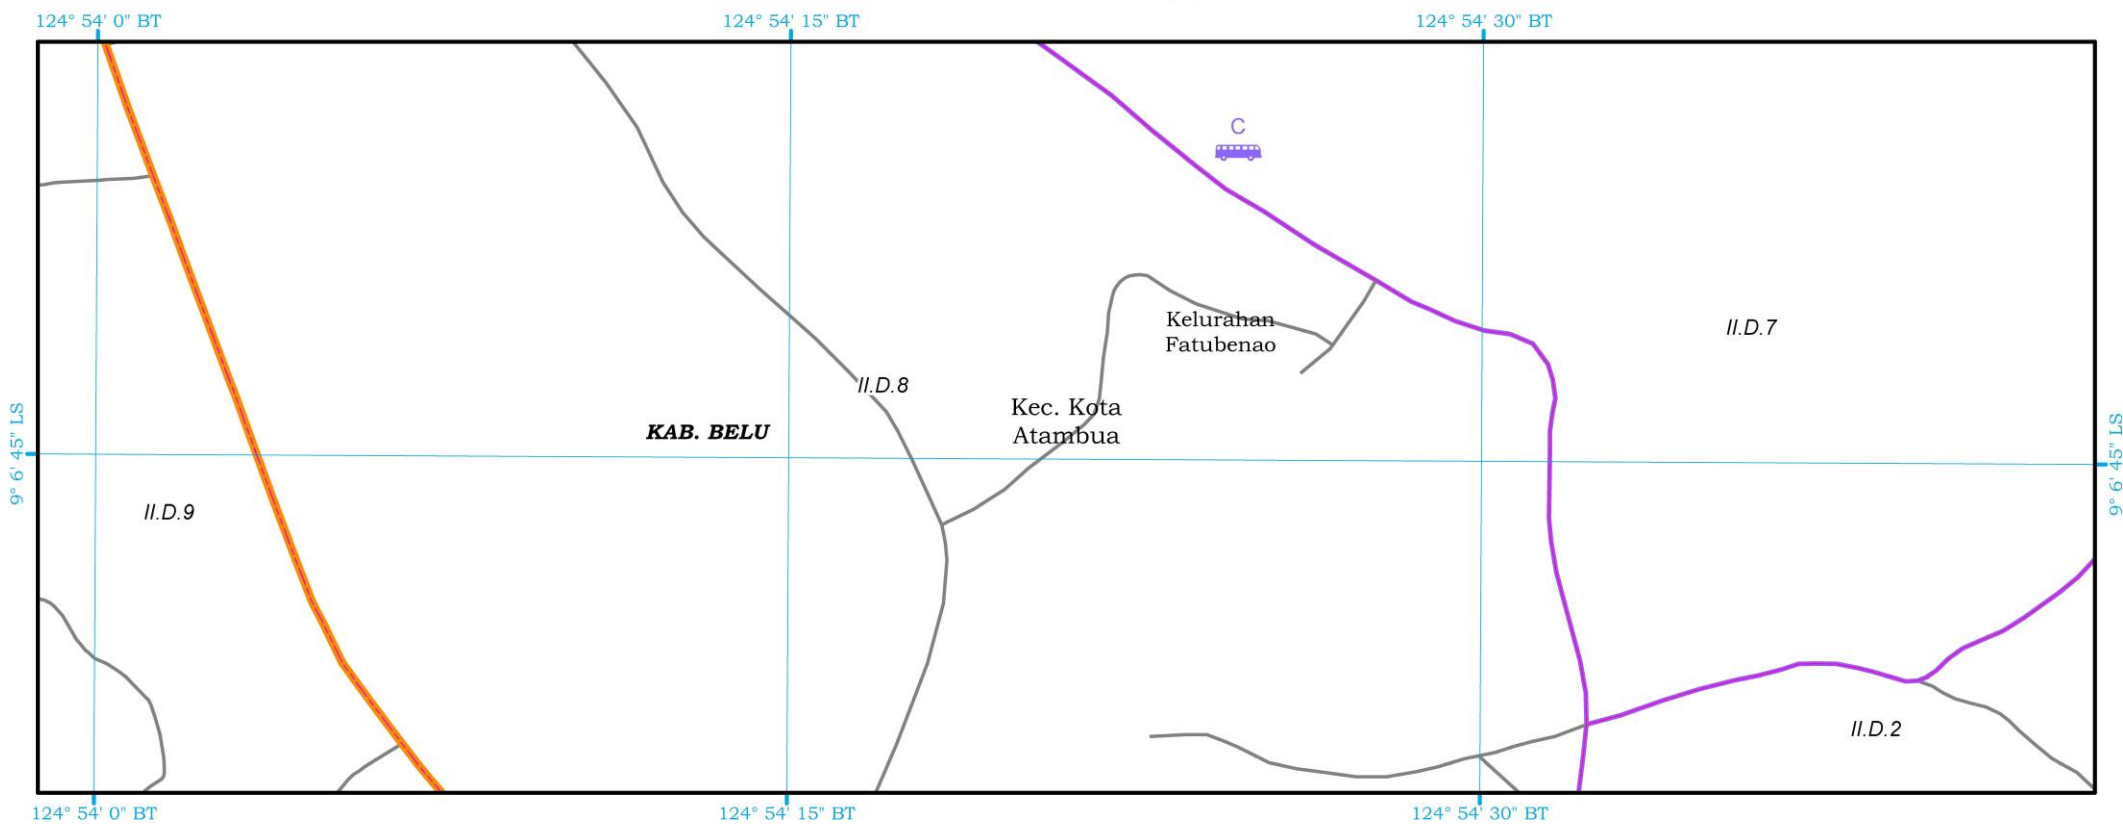 124° 54' 0" BT
124° 54' 15" BT
124° 54' 30" BT
C
Kelurahan
Fatubenao
II.D.7
II.D.8
Kec. Kota
Atambua
KAB. BELU
9° 6' 45" LS
9° 6' 45" LS
II.D.9
II.D.2
124° 54' 0" BT
124° 54' 15" BT
124° 54' 30" BT